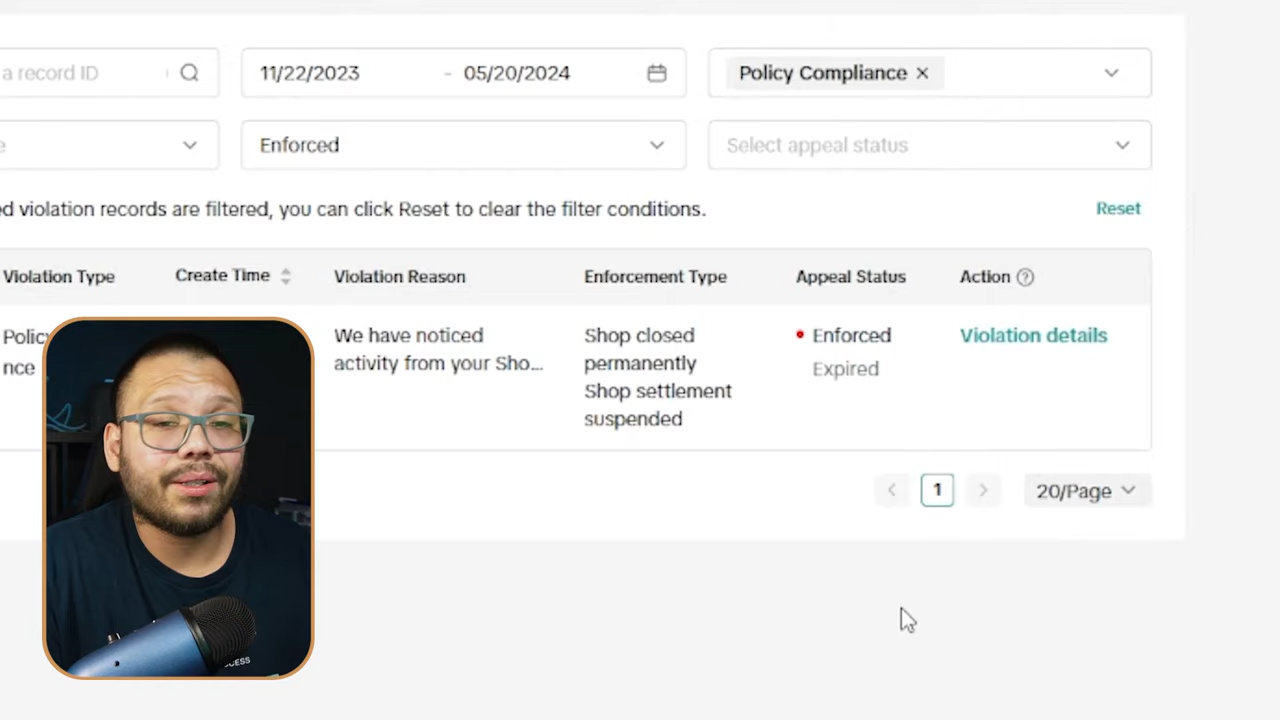 a record ID
11/22/2023 - 05/20/2024
Policy Compliance
Enforced
Select appeal status
violation records are filtered, you can click Reset to clear the filter conditions.
Reset
Violation Type
Create Time
Violation Reason
Enforcement Type
Appeal Status
Action
We have noticed
activity from your Sho...
Shop closed
permanently
Shop settlement
suspended
Enforced
Expired
Violation details
1
20/Page